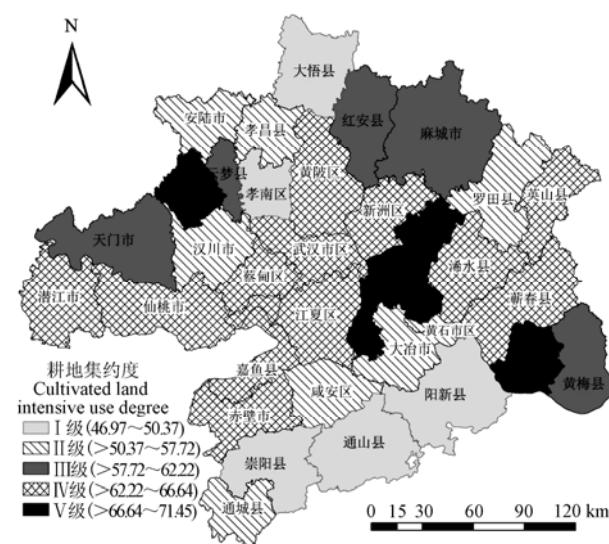 N
大悟县
安陆市
孝昌县
红安县
麻城市
黄陂区
云梦县
孝南区
罗田县
英山县
新洲区
天门市
汉川市
武汉市区
蔡甸区
浠水县
潜江市
仙桃市
江夏区
蕲春县
黄石市区
大冶市
嘉鱼县
黄梅县
咸安区
阳新县
赤壁市
通山县
崇阳县
通城县
耕地集约度
Cultivated land
intensive use degree
Ⅰ级(46.97～50.37)
Ⅱ级(＞50.37～57.72)
Ⅲ级(＞57.72～62.22)
Ⅳ级(＞62.22～66.64)
Ⅴ级(＞66.64～71.45)
0 15 30 60 90 120 km